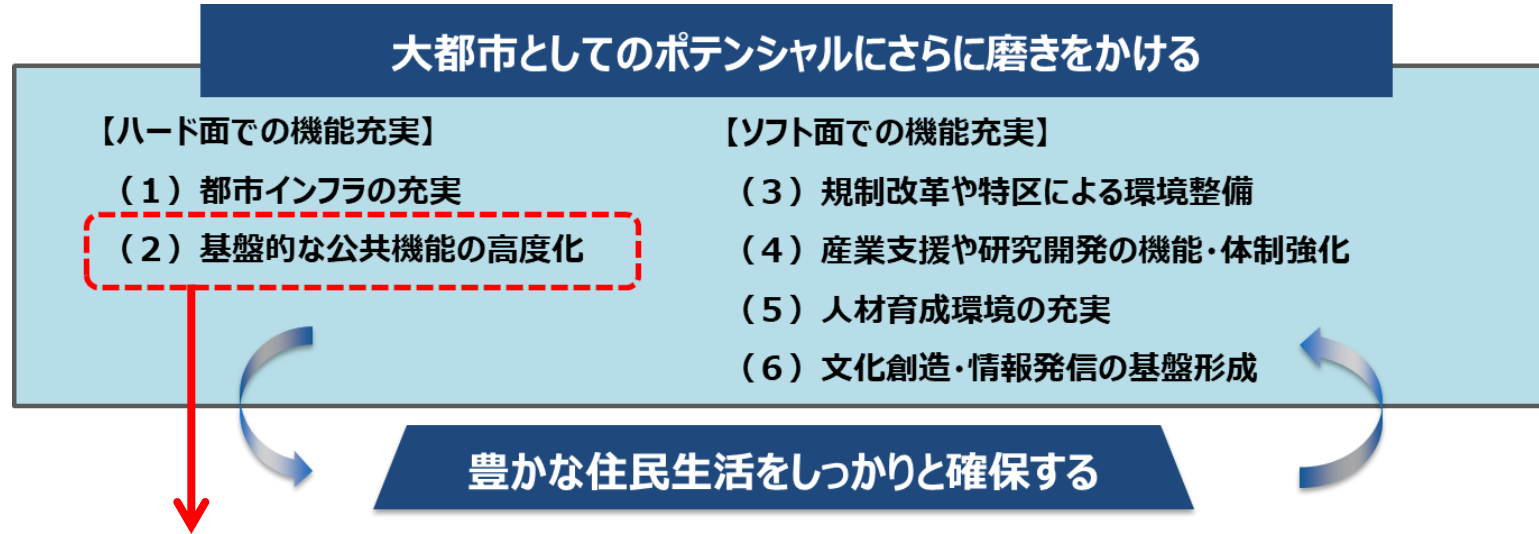 大都市としてのポテンシャルにさらに磨きをかける
【ハード面での機能充実】
（１）都市インフラの充実
（２）基盤的な公共機能の高度化
【ソフト面での機能充実】
（３）規制改革や特区による環境整備
（４）産業支援や研究開発の機能・体制強化
（５）人材育成環境の充実
（６）文化創造・情報発信の基盤形成
豊かな住民生活をしっかりと確保する